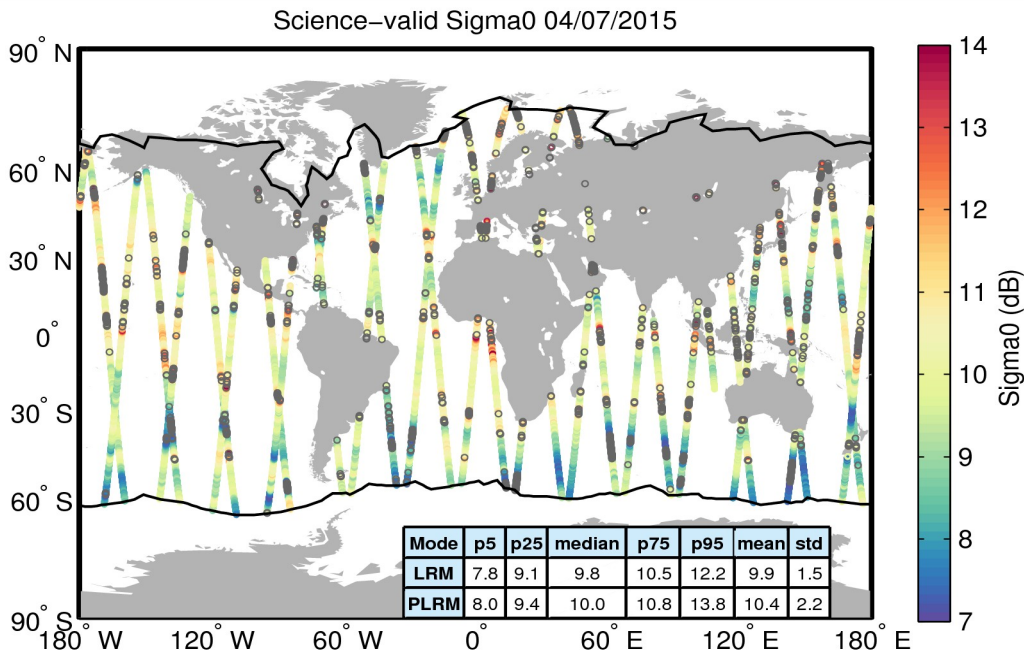 Science−valid Sigma0 04/07/2015
90° N
60° N
30° N
0°
30° S
60° S
90° S
180° W
120° W
60° W
0°
60° E
120° E
180° E
14
13
12
11
10
9
8
7
Sigma0 (dB)
Mode p5 p25 median p75 p95 mean std
LRM 7.8 9.1 9.8 10.5 12.2 9.9 1.5
PLRM 8.0 9.4 10.0 10.8 13.8 10.4 2.2